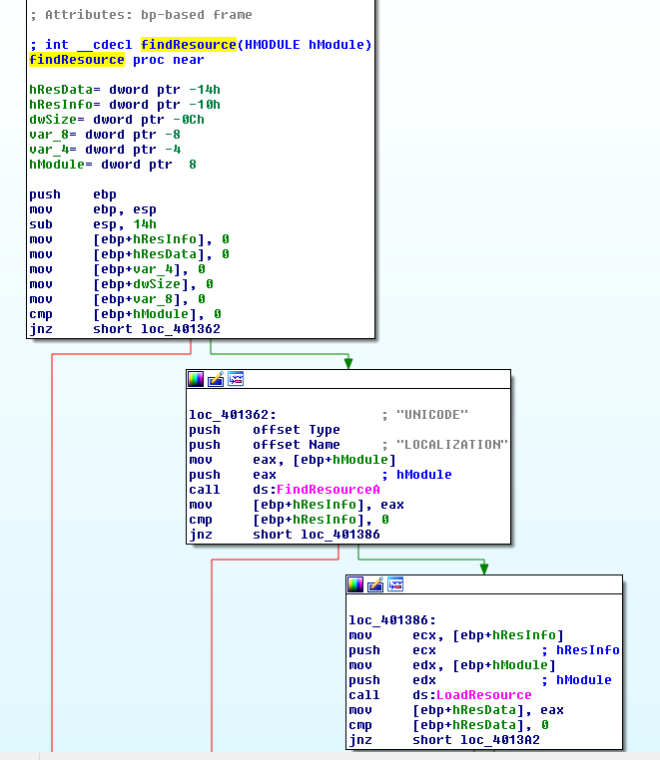 ; Attributes: bp-based frame
; int __cdecl findResource(HMODULE hModule)
findResource proc near
hResData= dword ptr -14h
hResInfo= dword ptr -10h
dwSize= dword ptr -0Ch
var_8= dword ptr -8
var_4= dword ptr -4
hModule= dword ptr  8
push    ebp
mov     ebp, esp
sub     esp, 14h
mov     [ebp+hResInfo], 0
mov     [ebp+hResData], 0
mov     [ebp+var_4], 0
mov     [ebp+dwSize], 0
mov     [ebp+var_8], 0
cmp     [ebp+hModule], 0
jnz     short loc_401362
loc_401362:             ; "UNICODE"
push    offset Type
push    offset Name     ; "LOCALIZATION"
mov     eax, [ebp+hModule]
push    eax             ; hModule
call    ds:FindResourceA
mov     [ebp+hResInfo], eax
cmp     [ebp+hResInfo], 0
jnz     short loc_401386
loc_401386:
mov     ecx, [ebp+hResInfo]
push    ecx             ; hResInfo
mov     edx, [ebp+hModule]
push    edx             ; hModule
call    ds:LoadResource
mov     [ebp+hResData], eax
cmp     [ebp+hResData], 0
jnz     short loc_4013A2